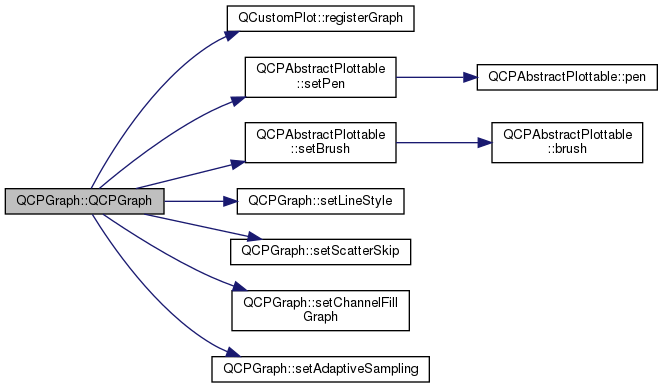 QCustomPlot::registerGraph
QCPAbstractPlottable
::setPen
QCPAbstractPlottable::pen
QCPAbstractPlottable
::setBrush
QCPAbstractPlottable
::brush
QCPGraph::QCPGraph
QCPGraph::setLineStyle
QCPGraph::setScatterSkip
QCPGraph::setChannelFill
Graph
QCPGraph::setAdaptiveSampling